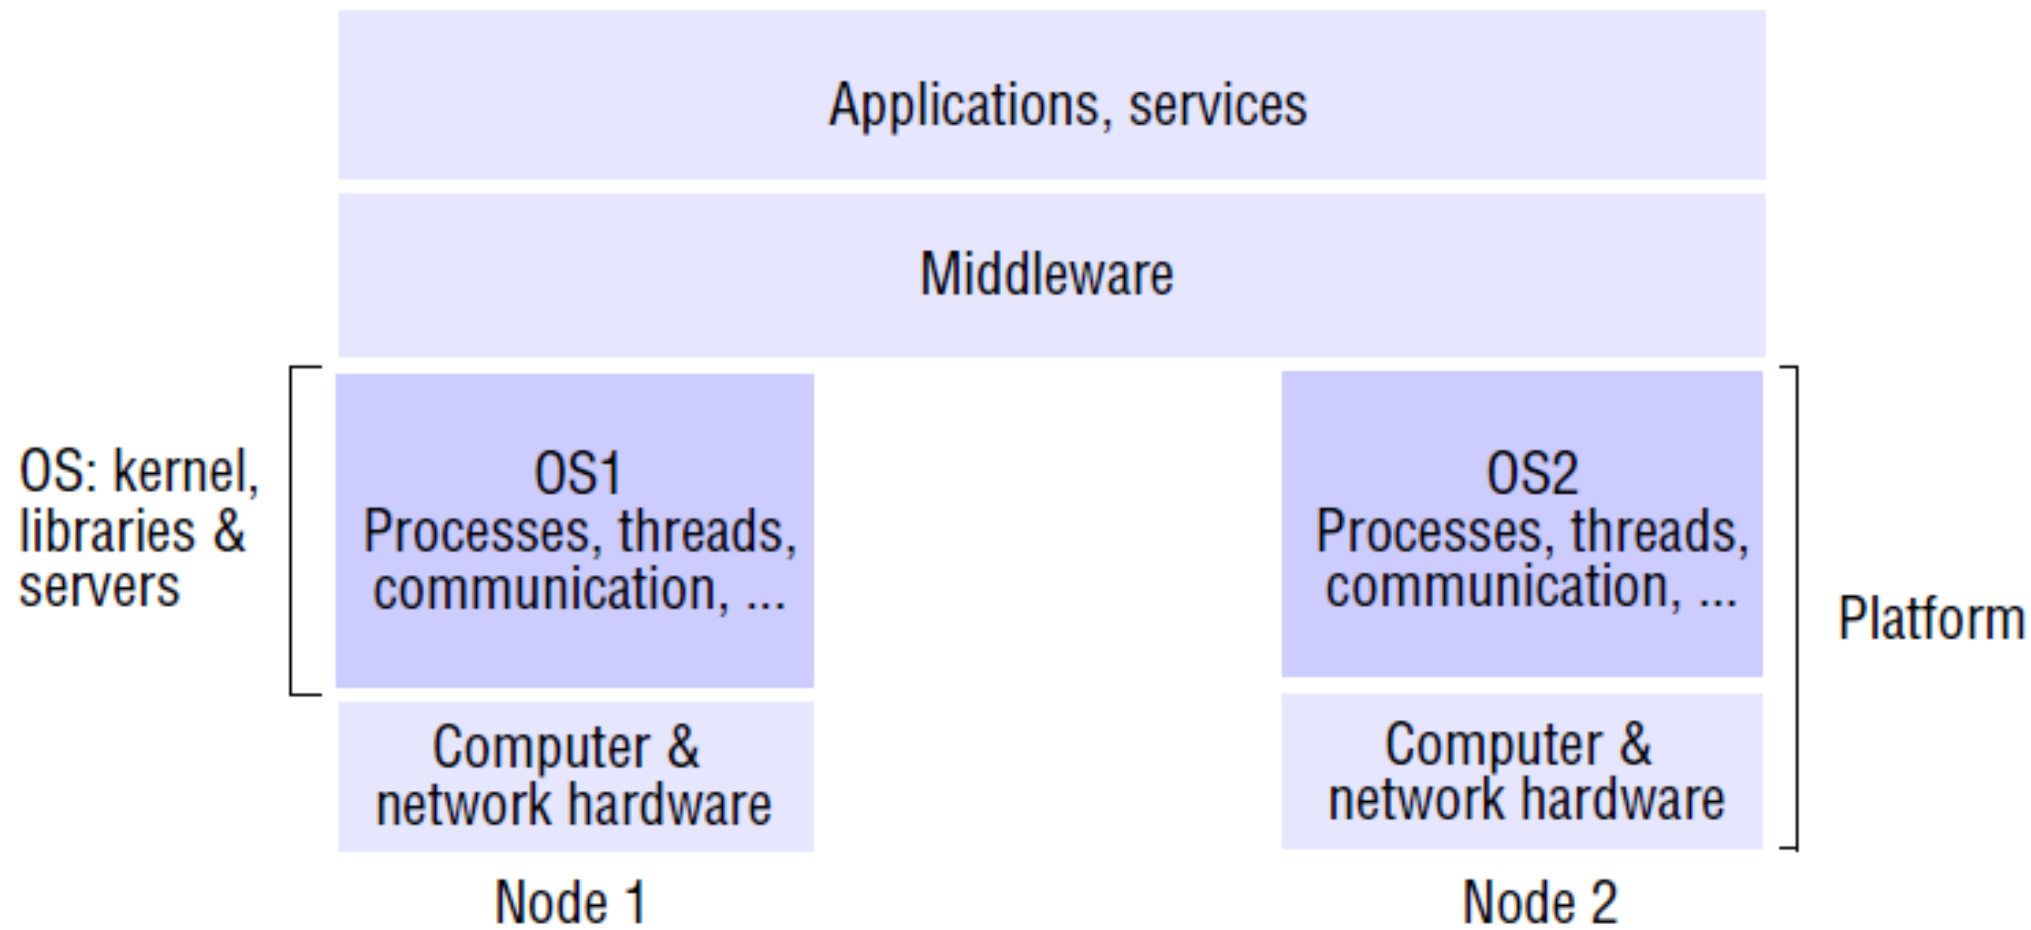 Applications, services
Middleware
OS: kernel,
libraries &
servers
OS1
Processes, threads,
communication, ...
OS2
Processes, threads,
communication, ...
Platform
Computer &
network hardware
Computer &
network hardware
Node 1
Node 2